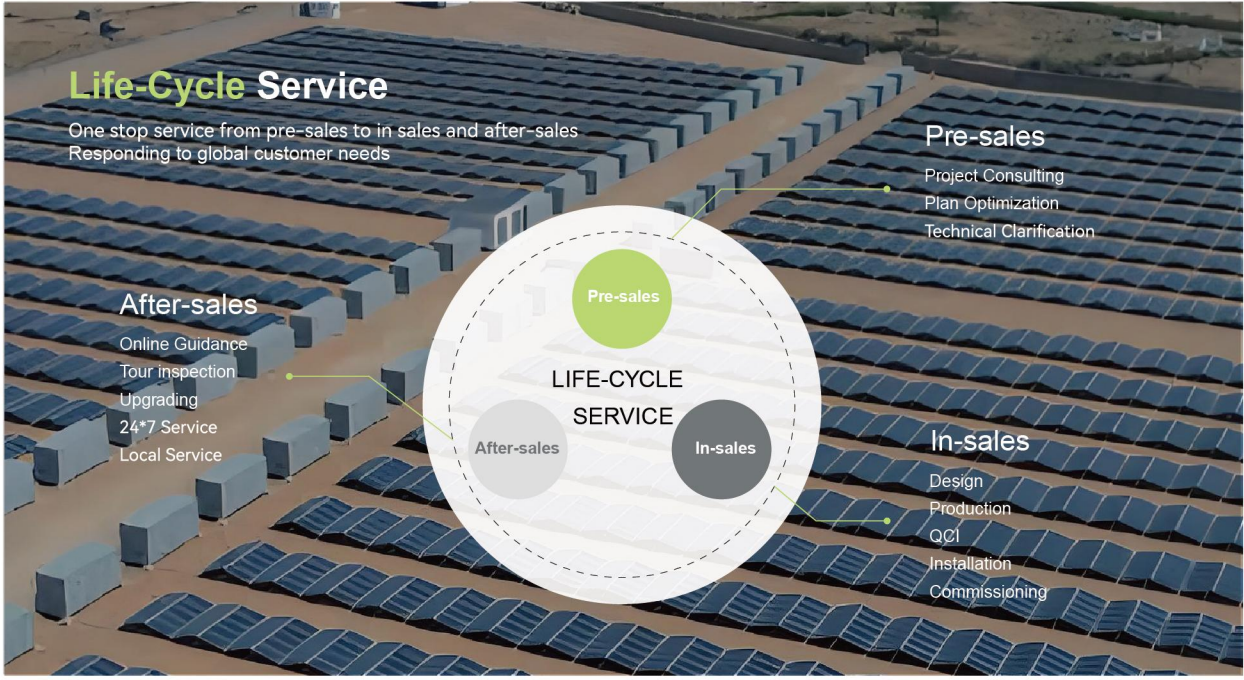 Life-Cycle Service
One stop service from pre-sales to in sales and after-sales
Responding to global customer needs
Pre-sales
Project Consulting
Plan Optimization
Technical Clarification
After-sales
Online Guidance
Tour inspection
Upgrading
24*7 Service
Local Service
Pre-sales
LIFE-CYCLE
SERVICE
After-sales
In-sales
In-sales
Design
Production
QCI
Installation
Commissioning